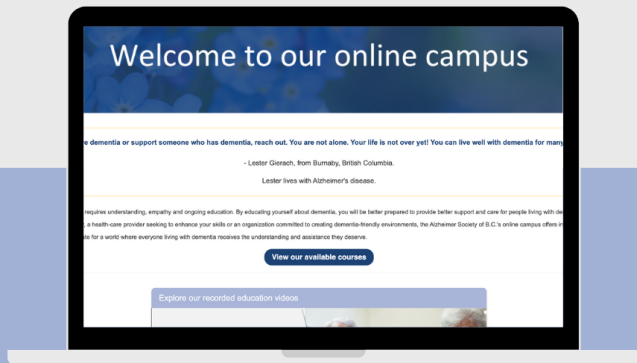 Welcome to our online campus
e dementia or support someone who has dementia, reach out. You are not alone. Your life is not over yet! You can live well with dementia for many
- Lester Gierach, from Burnaby, British Columbia.
Lester lives with Alzheimer's disease.
requires understanding, empathy and ongoing education. By educating yourself about dementia, you will be better prepared to provide better support and care for people living with de
, a health-care provider seeking to enhance your skills or an organization committed to creating dementia-friendly environments, the Alzheimer Society of B.C.'s online campus offers in
te for a world where everyone living with dementia receives the understanding and assistance they deserve.
View our available courses
Explore our recorded education videos